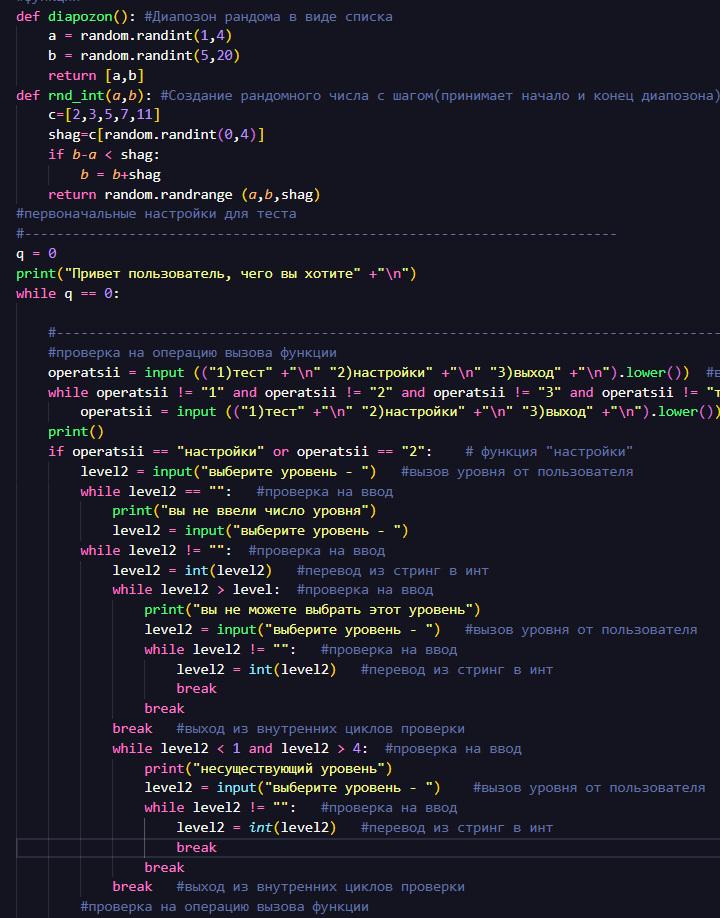 #функции
def diapozon(): #Диапозон рандома в виде списка
    a = random.randint(1,4)
    b = random.randint(5,20)
    return [a,b]
def rnd_int(a,b): #Создание рандомного числа с шагом(принимает начало и конец диапозона)
    c=[2,3,5,7,11]
    shag=c[random.randint(0,4)]
    if b-a < shag:
        b = b+shag
    return random.randrange (a,b,shag)
#первоначальные настройки для теста
#--------------------------------------------------------------------------
q = 0
print("Привет пользователь, чего вы хотите" +"\n")
while q == 0:
    #-----------------------------------------------------------------------------------
    #проверка на операцию вызова функции
    operatsii = input (("1)тест" +"\n" "2)настройки" +"\n" "3)выход" +"\n").lower())  #в
    while operatsii != "1" and operatsii != "2" and operatsii != "3" and operatsii != "т
        operatsii = input (("1)тест" +"\n" "2)настройки" +"\n" "3)выход" +"\n").lower())
    print()
    if operatsii == "настройки" or operatsii == "2":    # функция "настройки"
        level2 = input("выберите уровень - ")   #вызов уровня от пользователя
        while level2 == "":   #проверка на ввод
            print("вы не ввели число уровня")
            level2 = input("выберите уровень - ")
        while level2 != "":  #проверка на ввод
            level2 = int(level2)   #перевод из стринг в инт
            while level2 > level:  #проверка на ввод
                print("вы не можете выбрать этот уровень")
                level2 = input("выберите уровень - ")   #вызов уровня от пользователя
                while level2 != "":   #проверка на ввод
                    level2 = int(level2)   #перевод из стринг в инт
                    break
                break
            break   #выход из внутренних циклов проверки
            while level2 < 1 and level2 > 4:  #проверка на ввод
                print("несуществующий уровень")
                level2 = input("выберите уровень - ")    #вызов уровня от пользователя
                while level2 != "":   #проверка на ввод
                    level2 = int(level2)   #перевод из стринг в инт
                    break
                break
            break   #выход из внутренних циклов проверки
        #проверка на операцию вызова функции